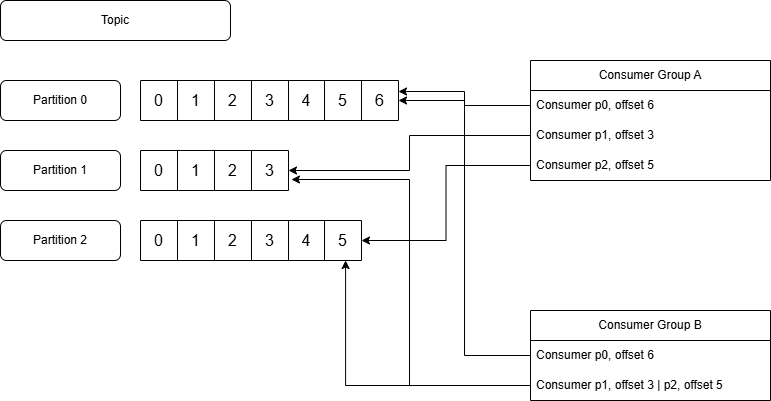 Topic
Partition 0
0 1 2 3 4 5 6
Partition 1
0 1 2 3
Partition 2
0 1 2 3 4 5
Consumer Group A
Consumer p0, offset 6
Consumer p1, offset 3
Consumer p2, offset 5
Consumer Group B
Consumer p0, offset 6
Consumer p1, offset 3 | p2, offset 5